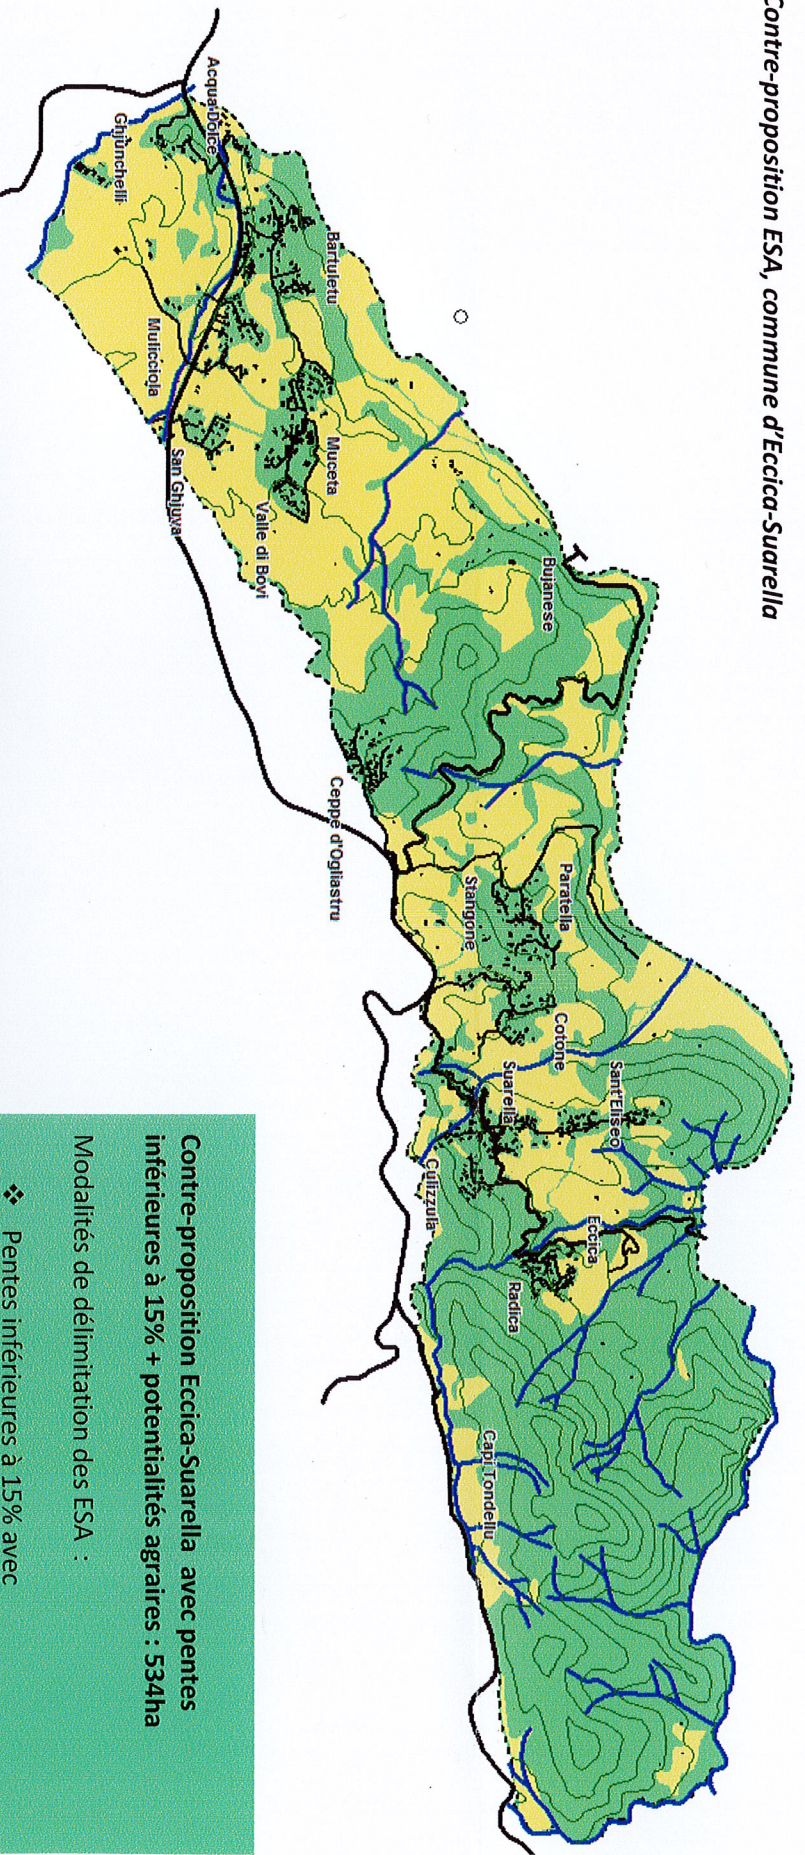 Contre-proposition ESA, commune d'Eccica-Suarella
Acqua Dolce
Ghjunchelli
Bartuletu
Mulicciola
Muceta
San Ghjuva
Valle di Bovi
Bujanese
Ceppe d'Ogliastru
Stangone
Paratella
Cotone
Suarella
Sant'Eliseo
Culizzula
Eccica
Radica
Capi Tondellu
Contre-proposition Eccica-Suarella avec pentes
inférieures à 15% + potentialités agraires : 534ha
Modalités de délimitation des ESA :
❖ Pentes inférieures à 15% avec